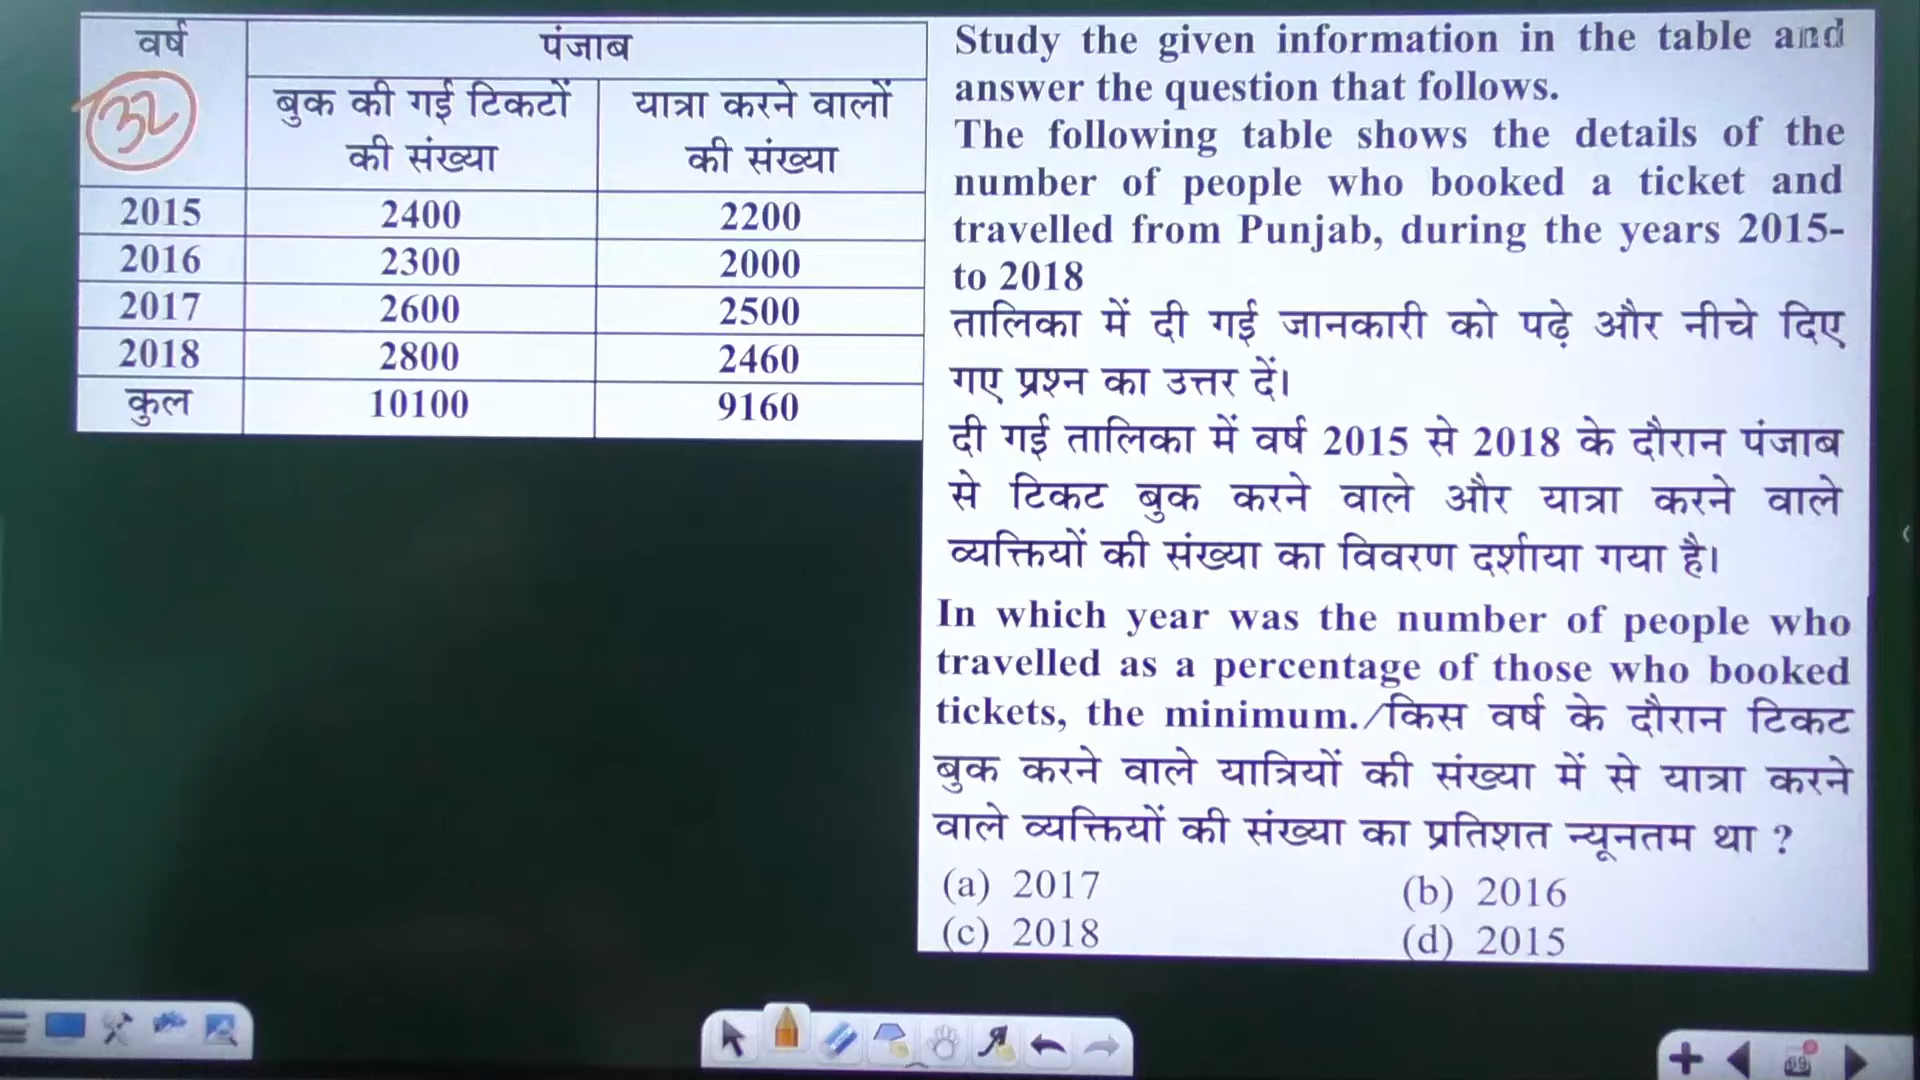 वर्ष
पंजाब
32
बुक की गई टिकटों
की संख्या
यात्रा करने वालों
की संख्या
2015 2400 2200
2016 2300 2000
2017 2600 2500
2018 2800 2460
कुल 10100 9160
Study the given information in the table and
answer the question that follows.
The following table shows the details of the
number of people who booked a ticket and
travelled from Punjab, during the years 2015-
to 2018
तालिका में दी गई जानकारी को पढ़े और नीचे दिए
गए प्रश्न का उत्तर दें।
दी गई तालिका में वर्ष 2015 से 2018 के दौरान पंजाब
से टिकट बुक करने वाले और यात्रा करने वाले
व्यक्तियों की संख्या का विवरण दर्शाया गया है।
In which year was the number of people who
travelled as a percentage of those who booked
tickets, the minimum./किस वर्ष के दौरान टिकट
बुक करने वाले यात्रियों की संख्या में से यात्रा करने
वाले व्यक्तियों की संख्या का प्रतिशत न्यूनतम था ?
(a) 2017 (b) 2016
(c) 2018 (d) 2015
69